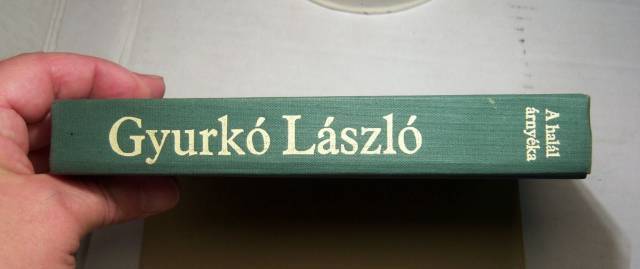 Gyurkó László
A halál
árnyéka